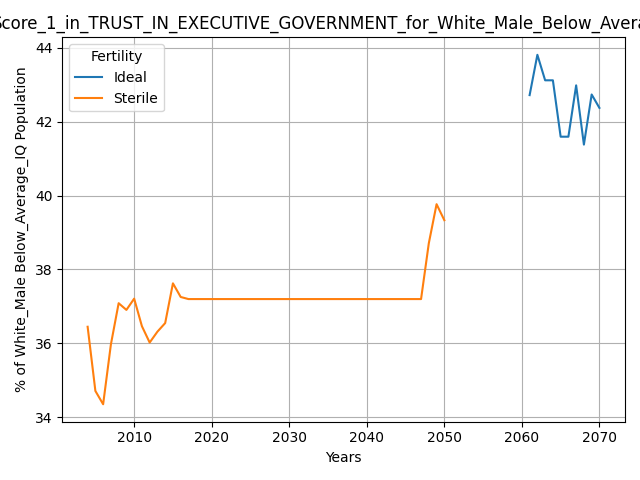 Score_1_in_TRUST_IN_EXECUTIVE_GOVERNMENT_for_White_Male_Below_Avera
Fertility
Ideal
Sterile
% of White_Male Below_Average_IQ Population
44
42
40
38
36
34
2010
2020
2030
2040
2050
2060
2070
Years